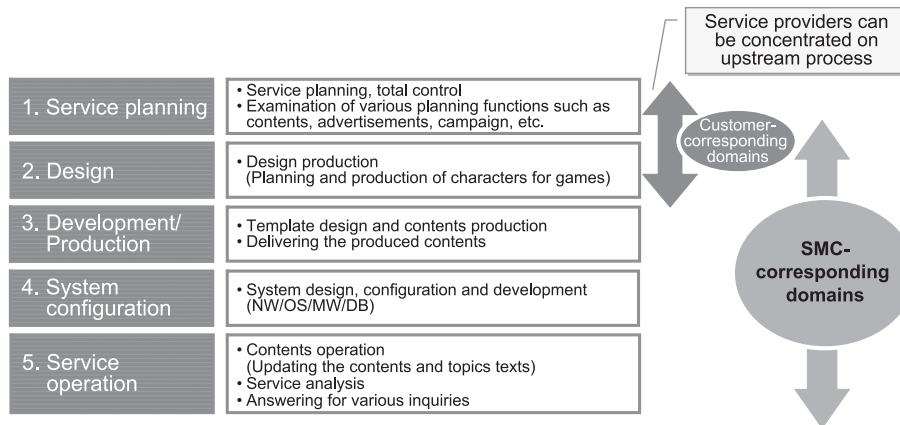 Service providers can
be concentrated on
upstream process
1. Service planning
• Service planning, total control
• Examination of various planning functions such as
contents, advertisements, campaign, etc.
Customer-
corresponding
domains
2. Design
• Design production
(Planning and production of characters for games)
3. Development/
Production
• Template design and contents production
• Delivering the produced contents
SMC-
corresponding
domains
4. System
configuration
• System design, configuration and development
(NW/OS/MW/DB)
5. Service
operation
• Contents operation
(Updating the contents and topics texts)
• Service analysis
• Answering for various inquiries